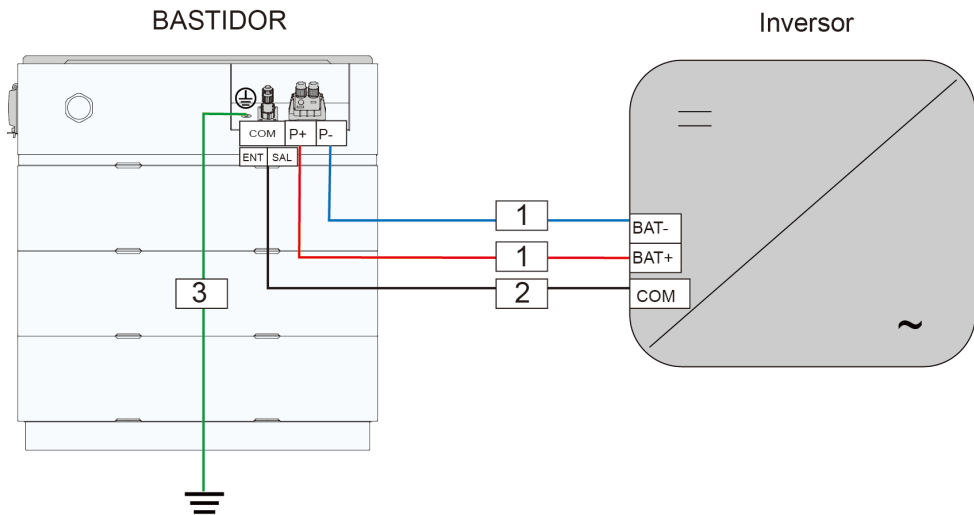 BASTIDOR
Inversor
COM P+ P-
ENT SAL
1
BAT-
1
BAT+
3
2
COM
~